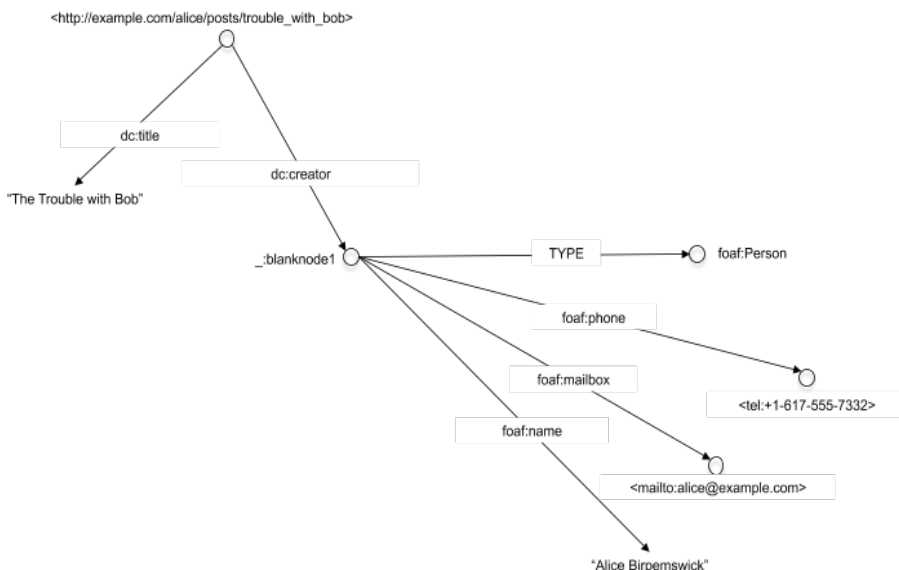 <http://example.com/alice/posts/trouble_with_bob>
dc:title
dc:creator
"The Trouble with Bob"
_:blanknode1
TYPE
foaf:Person
foaf:phone
foaf:mailbox
<tel:+1-617-555-7332>
foaf:name
<mailto:alice@example.com>
“Alice Birpemswick”